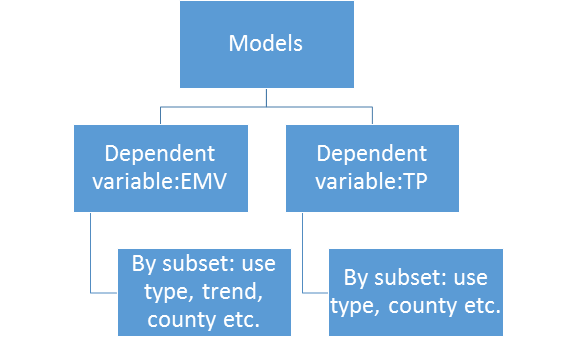 Models
Dependent
variable:EMV
Dependent
variable:TP
By subset: use
type, trend,
county etc.
By subset: use
type, county etc.